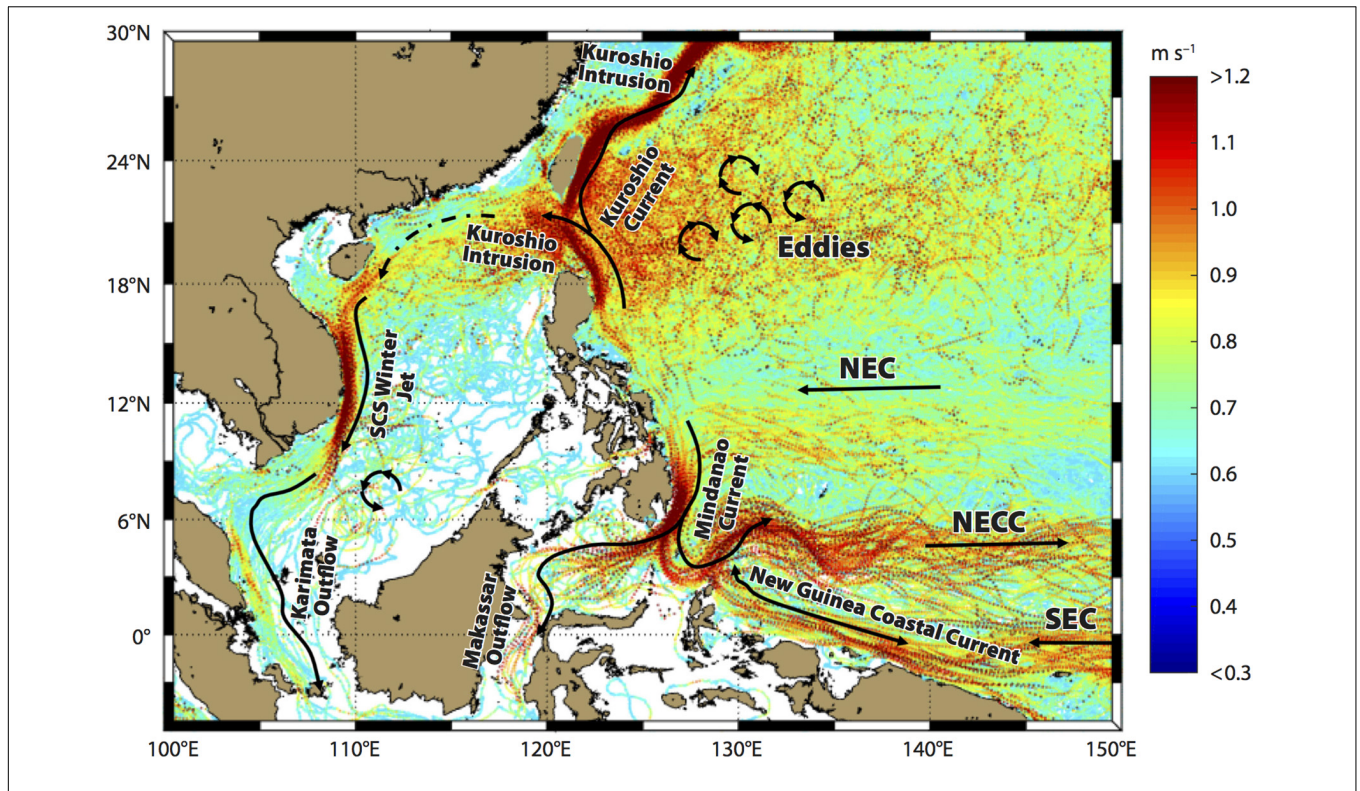 30°N
24°N
18°N
12°N
6°N
0°
100°E
110°E
120°E
130°E
140°E
150°E
Kuroshio
Intrusion
Kuroshio
Current
Eddies
Kuroshio
Intrusion
SCS Winter
Jet
NEC
Mindanao
Current
NECC
Karimata
Outflow
Makassar
Outflow
New Guinea Coastal Current
SEC
m s⁻¹
>1.2
1.1
1.0
0.9
0.8
0.7
0.6
0.5
0.4
<0.3